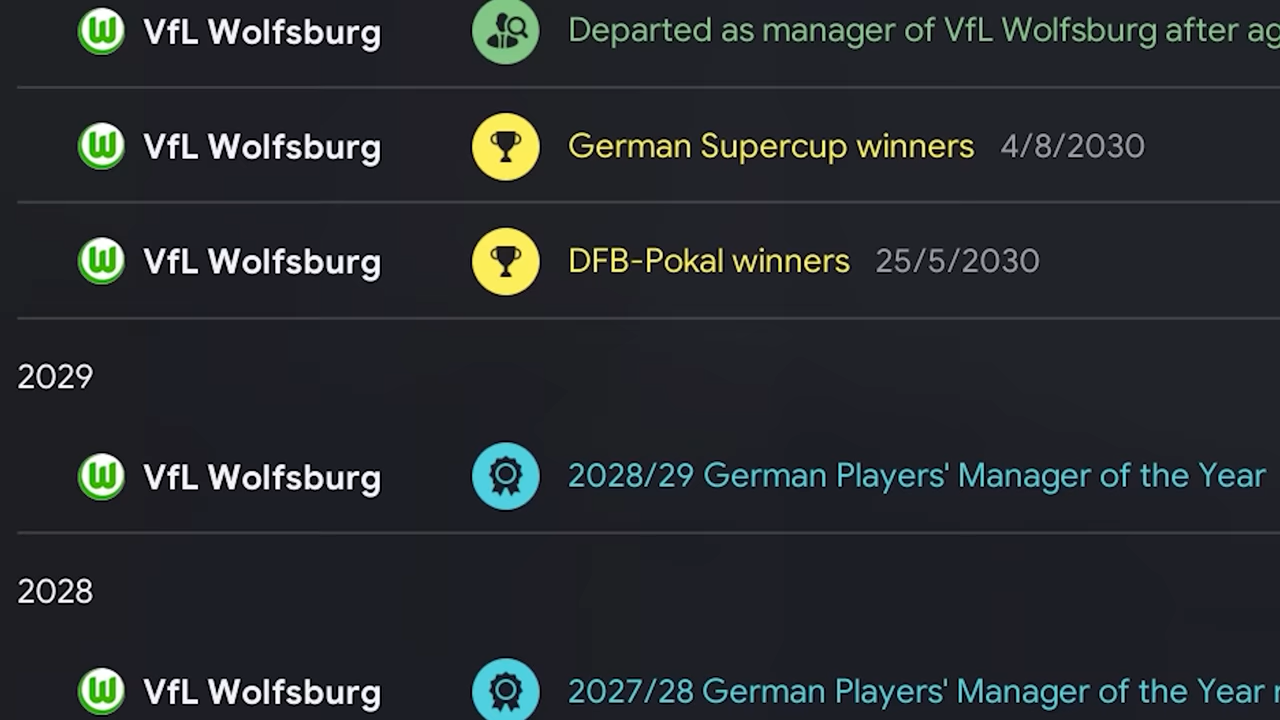 VfL Wolfsburg Departed as manager of VfL Wolfsburg after
VfL Wolfsburg German Supercup winners 4/8/2030
VfL Wolfsburg DFB-Pokal winners 25/5/2030
2029
VfL Wolfsburg 2028/29 German Players' Manager of the Year
2028
VfL Wolfsburg 2027/28 German Players' Manager of the Year